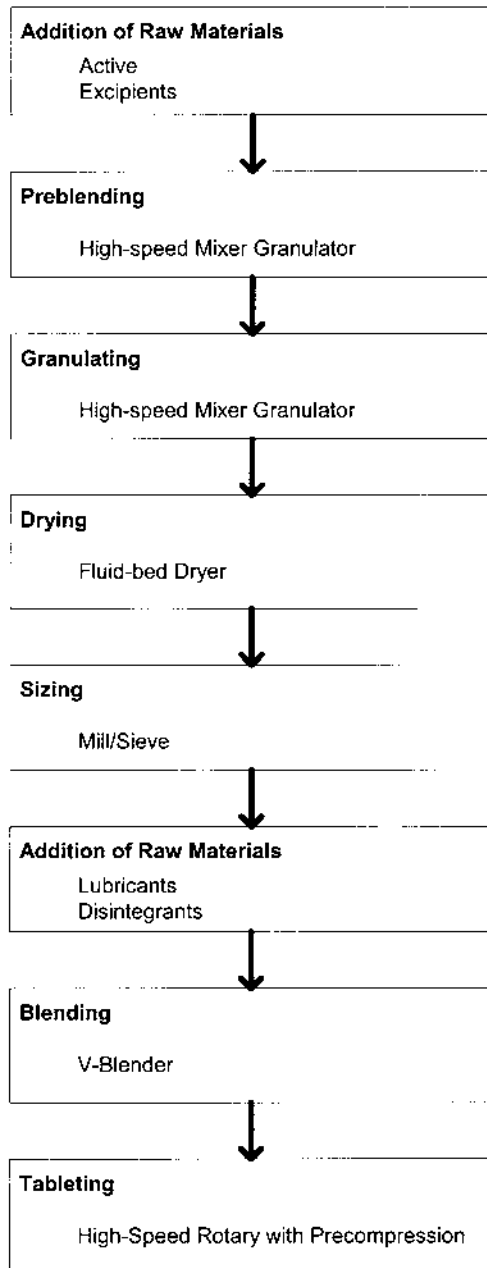 Addition of Raw Materials
Active
Excipients
Preblending
High-speed Mixer Granulator
Granulating
High-speed Mixer Granulator
Drying
Fluid-bed Dryer
Sizing
Mill/Sieve
Addition of Raw Materials
Lubricants
Disintegrants
Blending
V-Blender
Tableting
High-Speed Rotary with Precompression